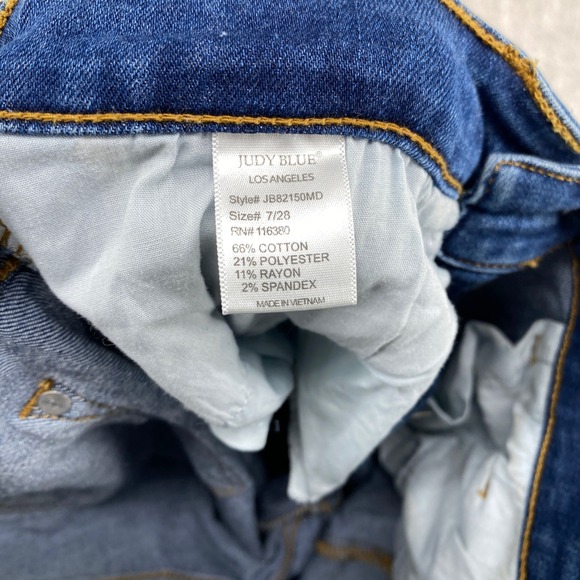 JUDY BLUE®
LOS ANGELES
Style# JB82150MD
Size# 7/28
RN# 116380
66% COTTON
21% POLYESTER
11% RAYON
2% SPANDEX
MADE IN VIETNAM